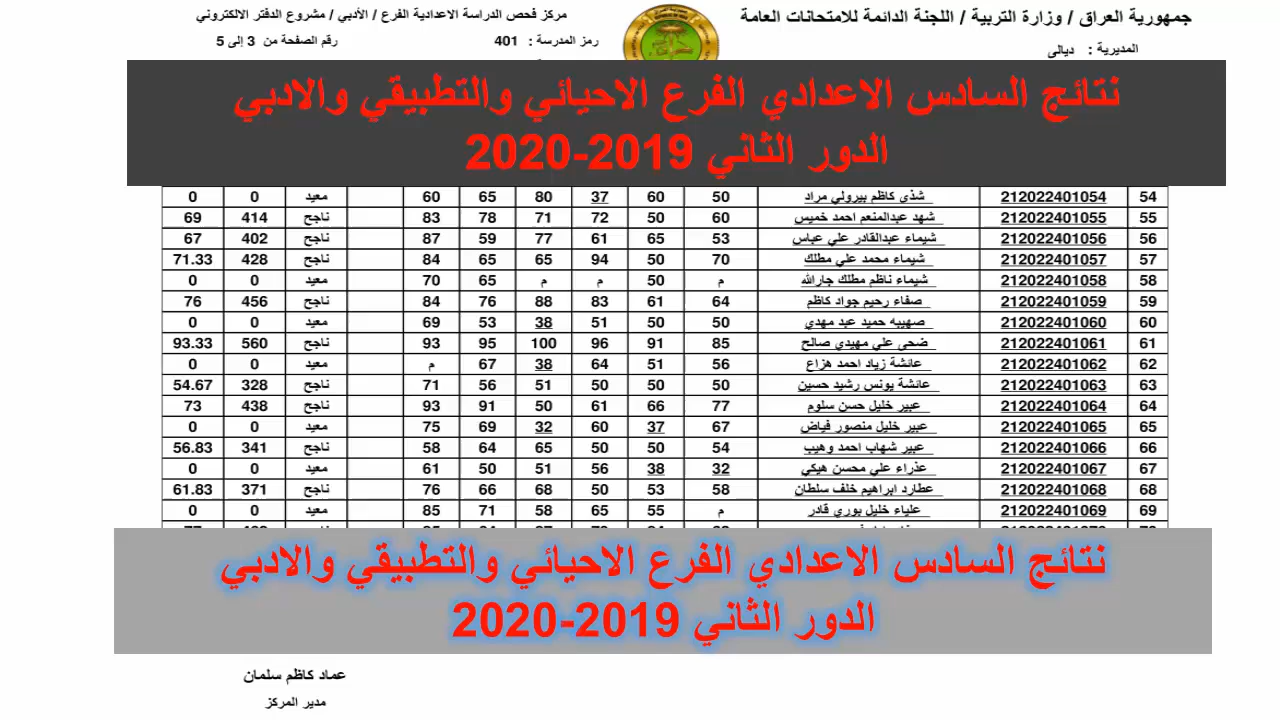 جمهورية العراق / وزارة التربية / اللجنة الدائمة للامتحانات العامة
مركز فحص الدراسة الاعدادية الفرع / الأدبي / مشروع الدفتر الالكتروني
المديرية : ديالى
رمز المدرسة : 401
رقم الصفحة من 3 إلى 5
نتائج السادس الاعدادي الفرع الاحيائي والتطبيقي والادبي
الدور الثاني 2019-2020
54 212022401054 شذى كاظم بيرولي مراد 50 60 37 80 65 60 معيد 0 0
55 212022401055 شهد عبدالمنعم احمد خميس 60 50 72 71 78 83 ناجح 414 69
56 212022401056 شيماء عبدالقادر علي عباس 53 65 61 77 59 87 ناجح 402 67
57 212022401057 شيماء محمد علي مطلك 70 50 94 65 65 84 ناجح 428 71.33
58 212022401058 شيماء ناظم مطلك جارالله م 50 م م 65 70 معيد 0 0
59 212022401059 صفاء رحيم جواد كاظم 64 61 83 88 76 84 ناجح 456 76
60 212022401060 صهيبه حميد عبد مهدي 50 50 51 38 53 69 معيد 0 0
61 212022401061 ضحى علي مهيدي صالح 85 91 96 100 95 93 ناجح 560 93.33
62 212022401062 عائشة زياد احمد هزاع 56 51 64 38 67 م معيد 0 0
63 212022401063 عائشة يونس رشيد حسين 50 50 50 51 56 71 ناجح 328 54.67
64 212022401064 عبير خليل حسن سلوم 77 66 61 50 91 93 ناجح 438 73
65 212022401065 عبير خليل منصور فياض 67 37 60 32 69 75 معيد 0 0
66 212022401066 عبير شهاب احمد وهيب 54 50 50 65 64 58 ناجح 341 56.83
67 212022401067 عذراء علي محسن هيكي 32 38 56 51 50 61 معيد 0 0
68 212022401068 عطارد ابراهيم خلف سلطان 58 53 50 68 66 76 ناجح 371 61.83
69 212022401069 علياء خليل بوري قادر م 55 65 58 71 85 معيد 0 0
نتائج السادس الاعدادي الفرع الاحيائي والتطبيقي والادبي
الدور الثاني 2019-2020
عماد كاظم سلمان
مدير المركز